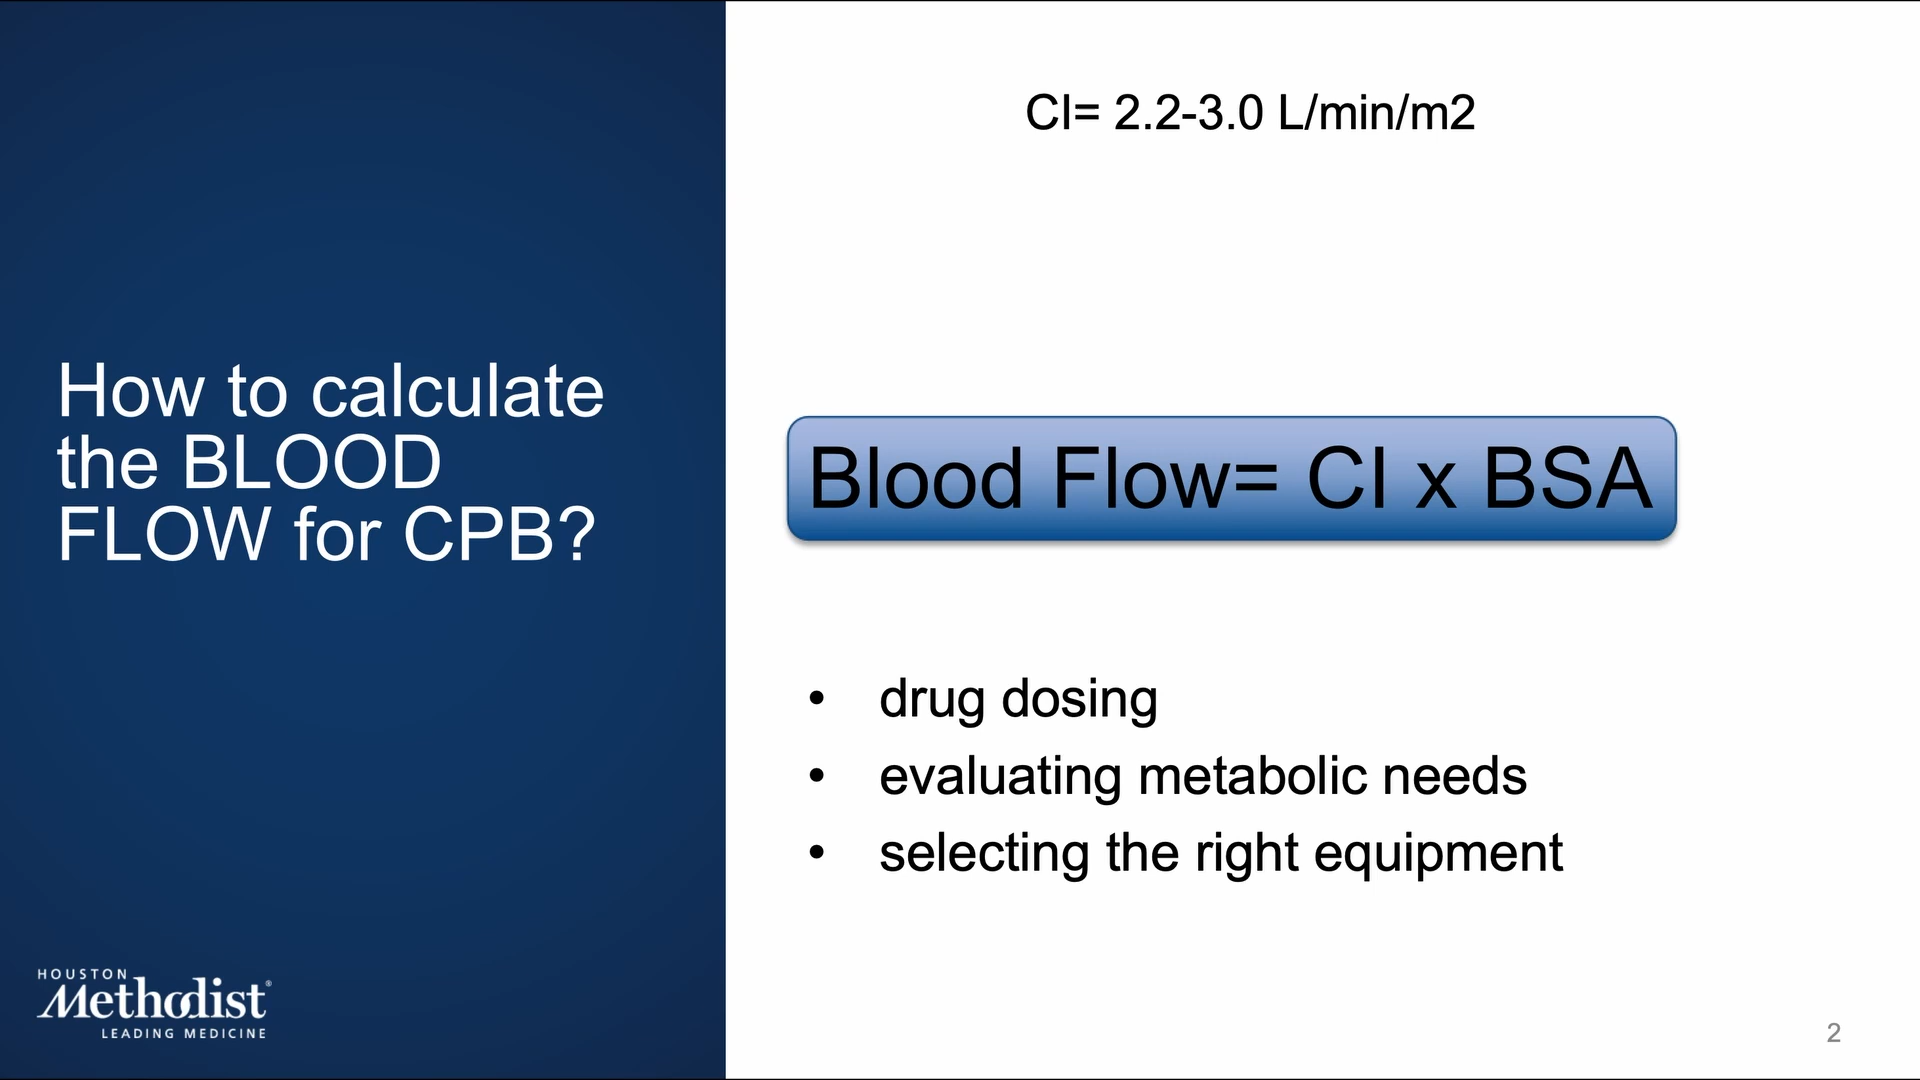 How to calculate
the BLOOD
FLOW for CPB?
CI= 2.2-3.0 L/min/m2
Blood Flow= CI x BSA
• drug dosing
• evaluating metabolic needs
• selecting the right equipment
HOUSTON
Methodist®
LEADING MEDICINE
2